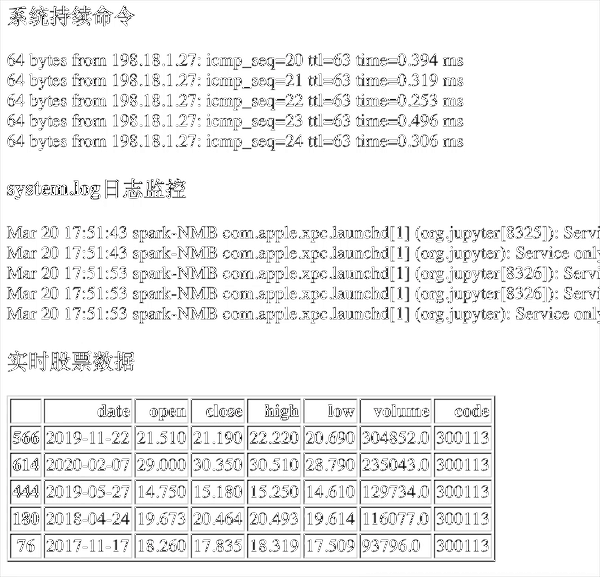 系统持续命令
64 bytes from 198.18.1.27: icmp_seq=20 ttl=63 time=0.394 ms
64 bytes from 198.18.1.27: icmp_seq=21 ttl=63 time=0.319 ms
64 bytes from 198.18.1.27: icmp_seq=22 ttl=63 time=0.253 ms
64 bytes from 198.18.1.27: icmp_seq=23 ttl=63 time=0.496 ms
64 bytes from 198.18.1.27: icmp_seq=24 ttl=63 time=0.306 ms
system.log日志监控
Mar 20 17:51:43 spark-NMB com.apple.xpc.launchd[1] (org.jupyter[8325]): Servi
Mar 20 17:51:43 spark-NMB com.apple.xpc.launchd[1] (org.jupyter): Service only
Mar 20 17:51:53 spark-NMB com.apple.xpc.launchd[1] (org.jupyter[8326]): Servi
Mar 20 17:51:53 spark-NMB com.apple.xpc.launchd[1] (org.jupyter[8326]): Servi
Mar 20 17:51:53 spark-NMB com.apple.xpc.launchd[1] (org.jupyter): Service only
实时股票数据
date open close high low volume code
566 2019-11-22 21.510 21.190 22.220 20.690 304852.0 300113
614 2020-02-07 29.000 30.350 30.510 28.790 235043.0 300113
444 2019-05-27 14.750 15.180 15.250 14.610 129734.0 300113
180 2018-04-24 19.673 20.464 20.493 19.614 116077.0 300113
76 2017-11-17 18.260 17.835 18.319 17.509 93796.0 300113